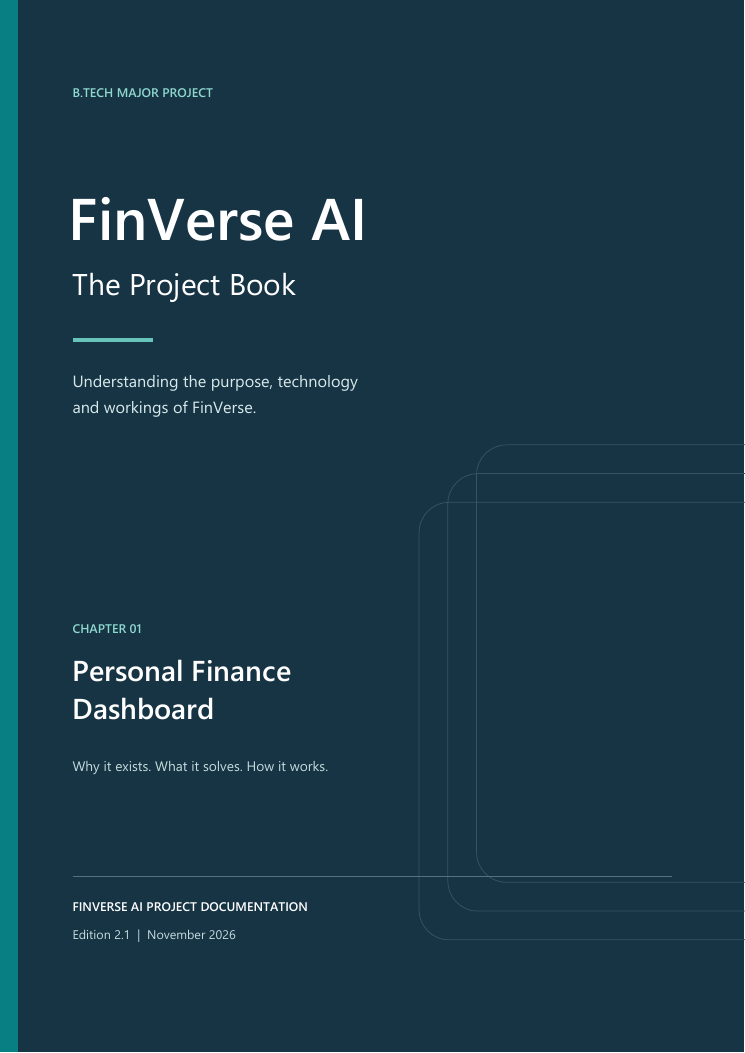 B.TECH MAJOR PROJECT
FinVerse AI
The Project Book
Understanding the purpose, technology
and workings of FinVerse.
CHAPTER 01
Personal Finance
Dashboard
Why it exists. What it solves. How it works.
FINVERSE AI PROJECT DOCUMENTATION
Edition 2.1 | November 2026